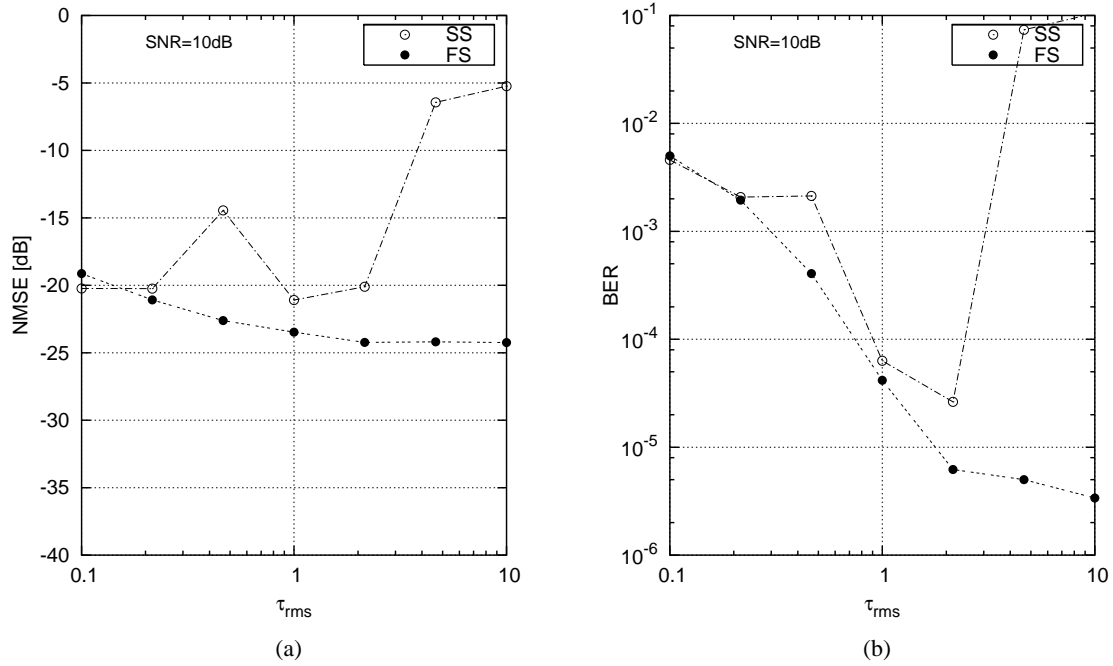 0
-5
-10
-15
-20
-25
-30
-35
-40
NMSE [dB]
SNR=10dB
SS
FS
0.1
1
10
τrms
(a)
10-1
10-2
10-3
10-4
10-5
10-6
BER
SNR=10dB
SS
FS
0.1
1
10
τrms
(b)